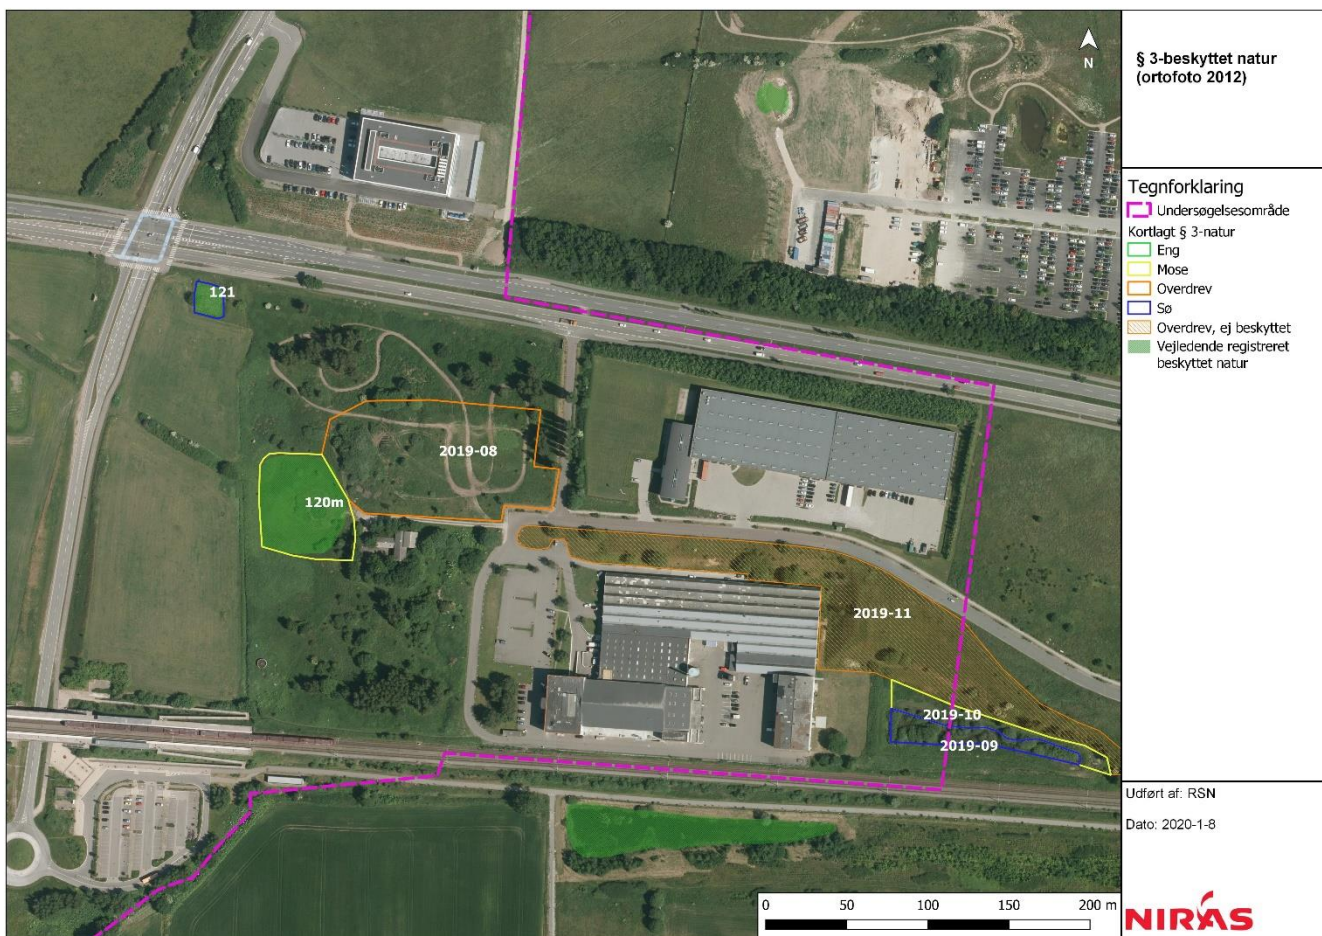 § 3-beskyttet natur
(ortofoto 2012)
N
Tegnforklaring
Undersøgelsesområde
Kortlagt § 3-natur
Eng
Mose
Overdrev
Sø
Overdrev, ej beskyttet
Vejledende registreret
beskyttet natur
121
2019-08
120m
2019-11
2019-10
2019-09
Udført af: RSN
Dato: 2020-1-8
0 50 100 150 200 m
NIRAS